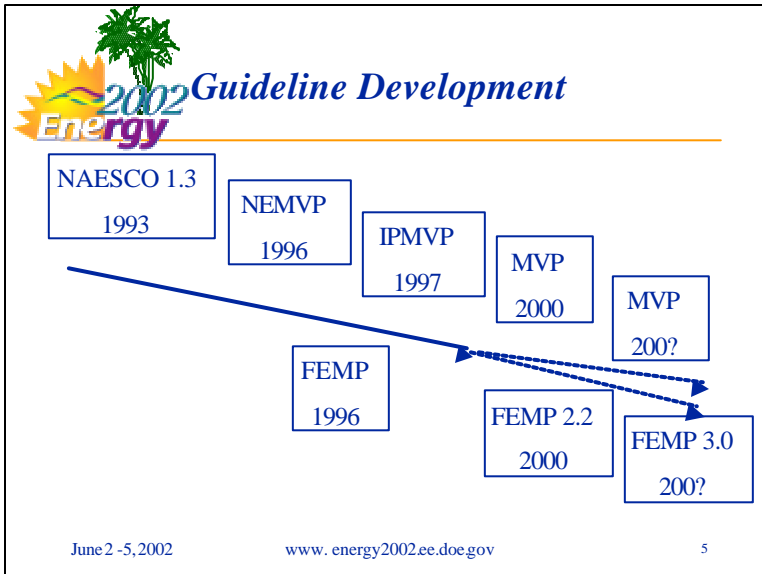 2002
Energy
Guideline Development
NAESCO 1.3
1993
NEMVP
1996
IPMVP
1997
MVP
2000
MVP
200?
FEMP
1996
FEMP 2.2
2000
FEMP 3.0
200?
June 2 -5, 2002
www. energy2002.ee.doe.gov
5